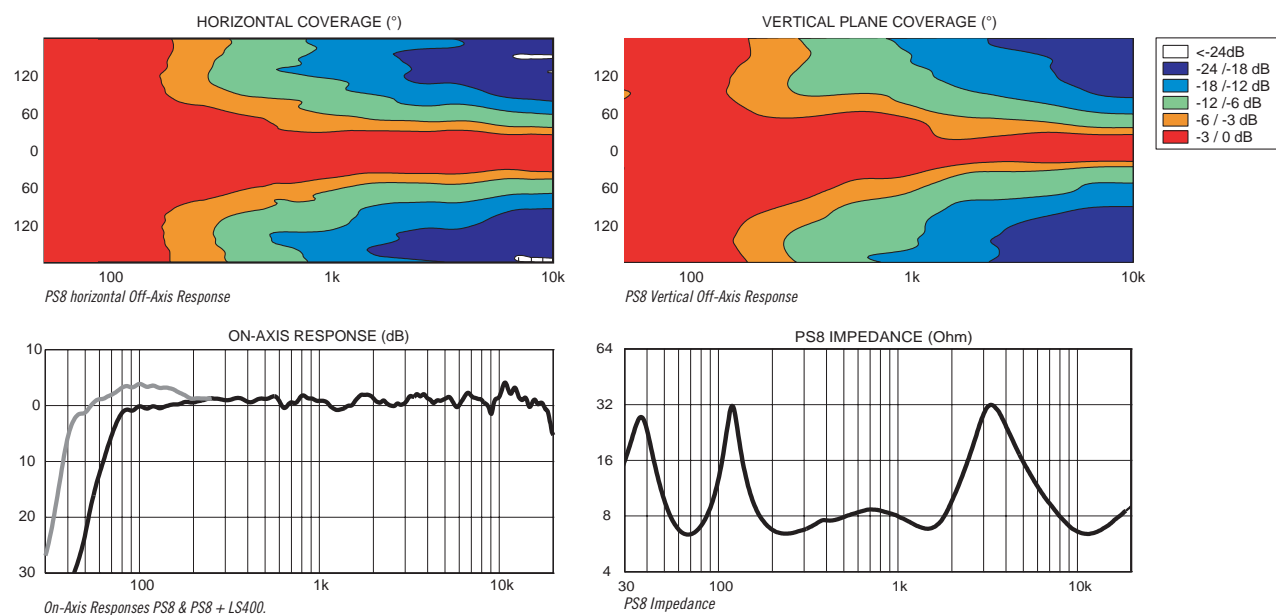 HORIZONTAL COVERAGE (°)
120
60
0
60
120
100 1k 10k
PS8 horizontal Off-Axis Response
VERTICAL PLANE COVERAGE (°)
120
60
0
60
120
100 1k 10k
PS8 Vertical Off-Axis Response
<-24dB
-24 /-18 dB
-18 /-12 dB
-12 /-6 dB
-6 /-3 dB
-3 / 0 dB
ON-AXIS RESPONSE (dB)
10
0
10
20
30
100 1k 10k
On-Axis Responses PS8 & PS8 + LS400.
PS8 IMPEDANCE (Ohm)
64
32
16
8
4
30 100 1k 10k
PS8 Impedance